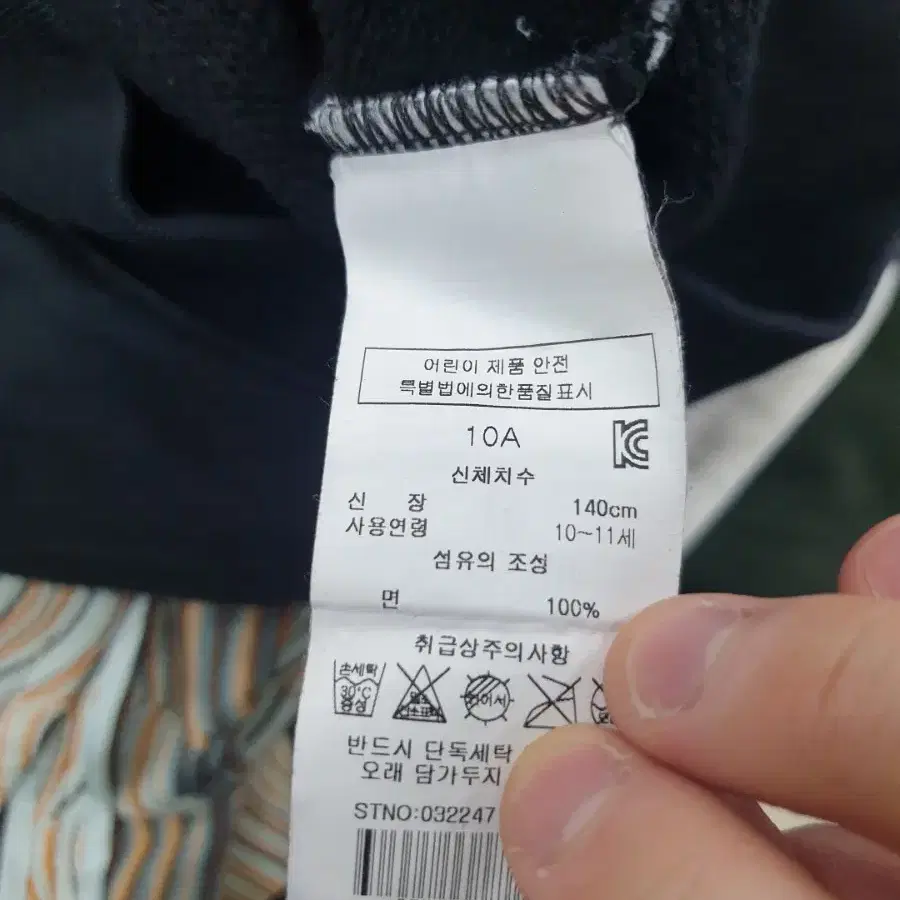 어린이 제품 안전
특별법에의한품질표시
10A
신체치수
신 장 140cm
사용연령 10~11세
섬유의 조성
면 100%
취급상주의사항
손세탁
30℃
중성
반드시 단독세탁
오래 담가두지
STNO:032247